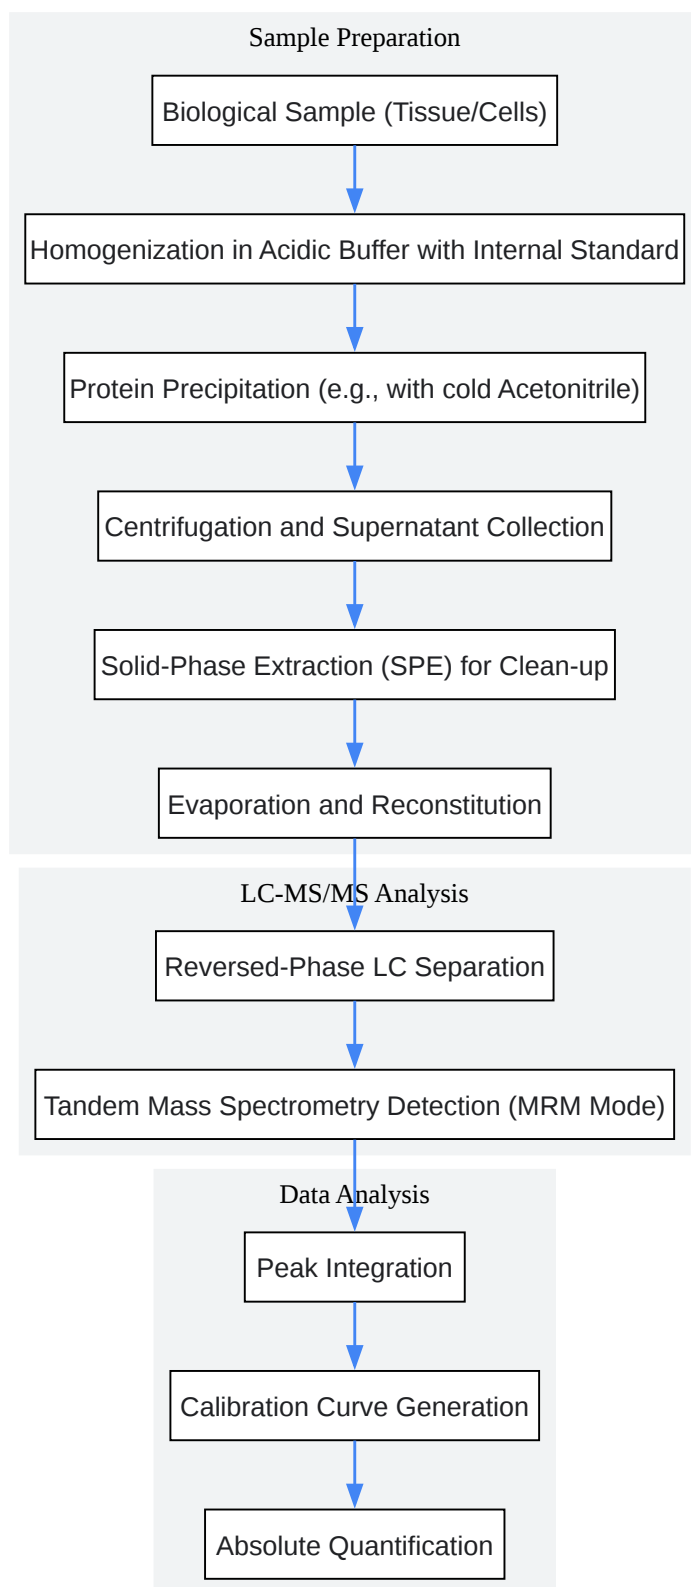 Sample Preparation
Biological Sample (Tissue/Cells)
Homogenization in Acidic Buffer with Internal Standard
Protein Precipitation (e.g., with cold Acetonitrile)
Centrifugation and Supernatant Collection
Solid-Phase Extraction (SPE) for Clean-up
Evaporation and Reconstitution
LC-MS/MS Analysis
Reversed-Phase LC Separation
Tandem Mass Spectrometry Detection (MRM Mode)
Data Analysis
Peak Integration
Calibration Curve Generation
Absolute Quantification